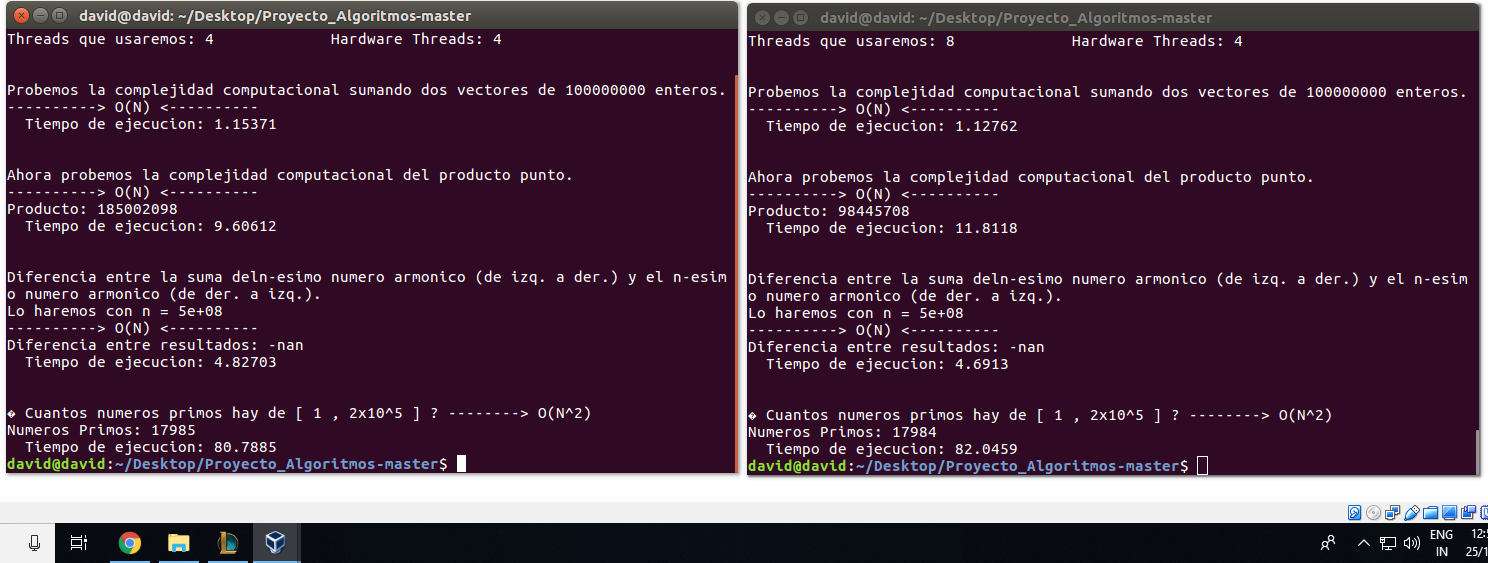 david@david: ~/Desktop/Proyecto_Algoritmos-master
Threads que usaremos: 4 Hardware Threads: 4
Probemos la complejidad computacional sumando dos vectores de 100000000 enteros.
----------> O(N) <----------
Tiempo de ejecucion: 1.15371
Ahora probemos la complejidad computacional del producto punto.
----------> O(N) <----------
Producto: 185002098
Tiempo de ejecucion: 9.60612
Diferencia entre la suma deln-esimo numero armonico (de izq. a der.) y el n-esim
o numero armonico (de der. a izq.).
Lo haremos con n = 5e+08
----------> O(N) <----------
Diferencia entre resultados: -nan
Tiempo de ejecucion: 4.82703
� Cuantos numeros primos hay de [ 1 , 2x10^5 ] ? --------> O(N^2)
Numeros Primos: 17985
Tiempo de ejecucion: 80.7885
david@david:~/Desktop/Proyecto_Algoritmos-master$
david@david: ~/Desktop/Proyecto_Algoritmos-master
Threads que usaremos: 8 Hardware Threads: 4
Probemos la complejidad computacional sumando dos vectores de 100000000 enteros.
----------> O(N) <----------
Tiempo de ejecucion: 1.12762
Ahora probemos la complejidad computacional del producto punto.
----------> O(N) <----------
Producto: 98445708
Tiempo de ejecucion: 11.8118
Diferencia entre la suma deln-esimo numero armonico (de izq. a der.) y el n-esim
o numero armonico (de der. a izq.).
Lo haremos con n = 5e+08
----------> O(N) <----------
Diferencia entre resultados: -nan
Tiempo de ejecucion: 4.6913
� Cuantos numeros primos hay de [ 1 , 2x10^5 ] ? --------> O(N^2)
Numeros Primos: 17984
Tiempo de ejecucion: 82.0459
david@david:~/Desktop/Proyecto_Algoritmos-master$
ENG
IN